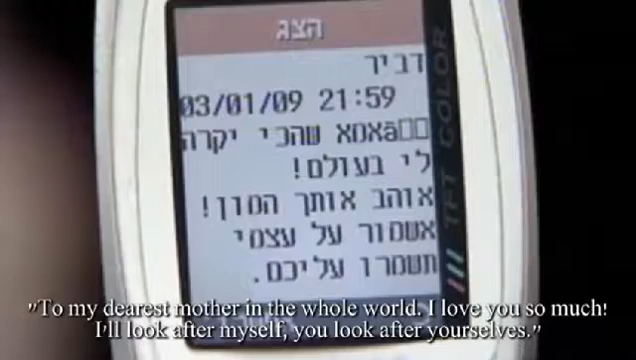 הצג
דביר
03/01/09 21:59
אמאã שהכי יקרה
לי בעולם!
אוהב אותך המון!
אשמור על עצמי
תשמרו עליכם.
TFT COLOR
"To my dearest mother in the whole world. I love you so much!
I'll look after myself, you look after yourselves."